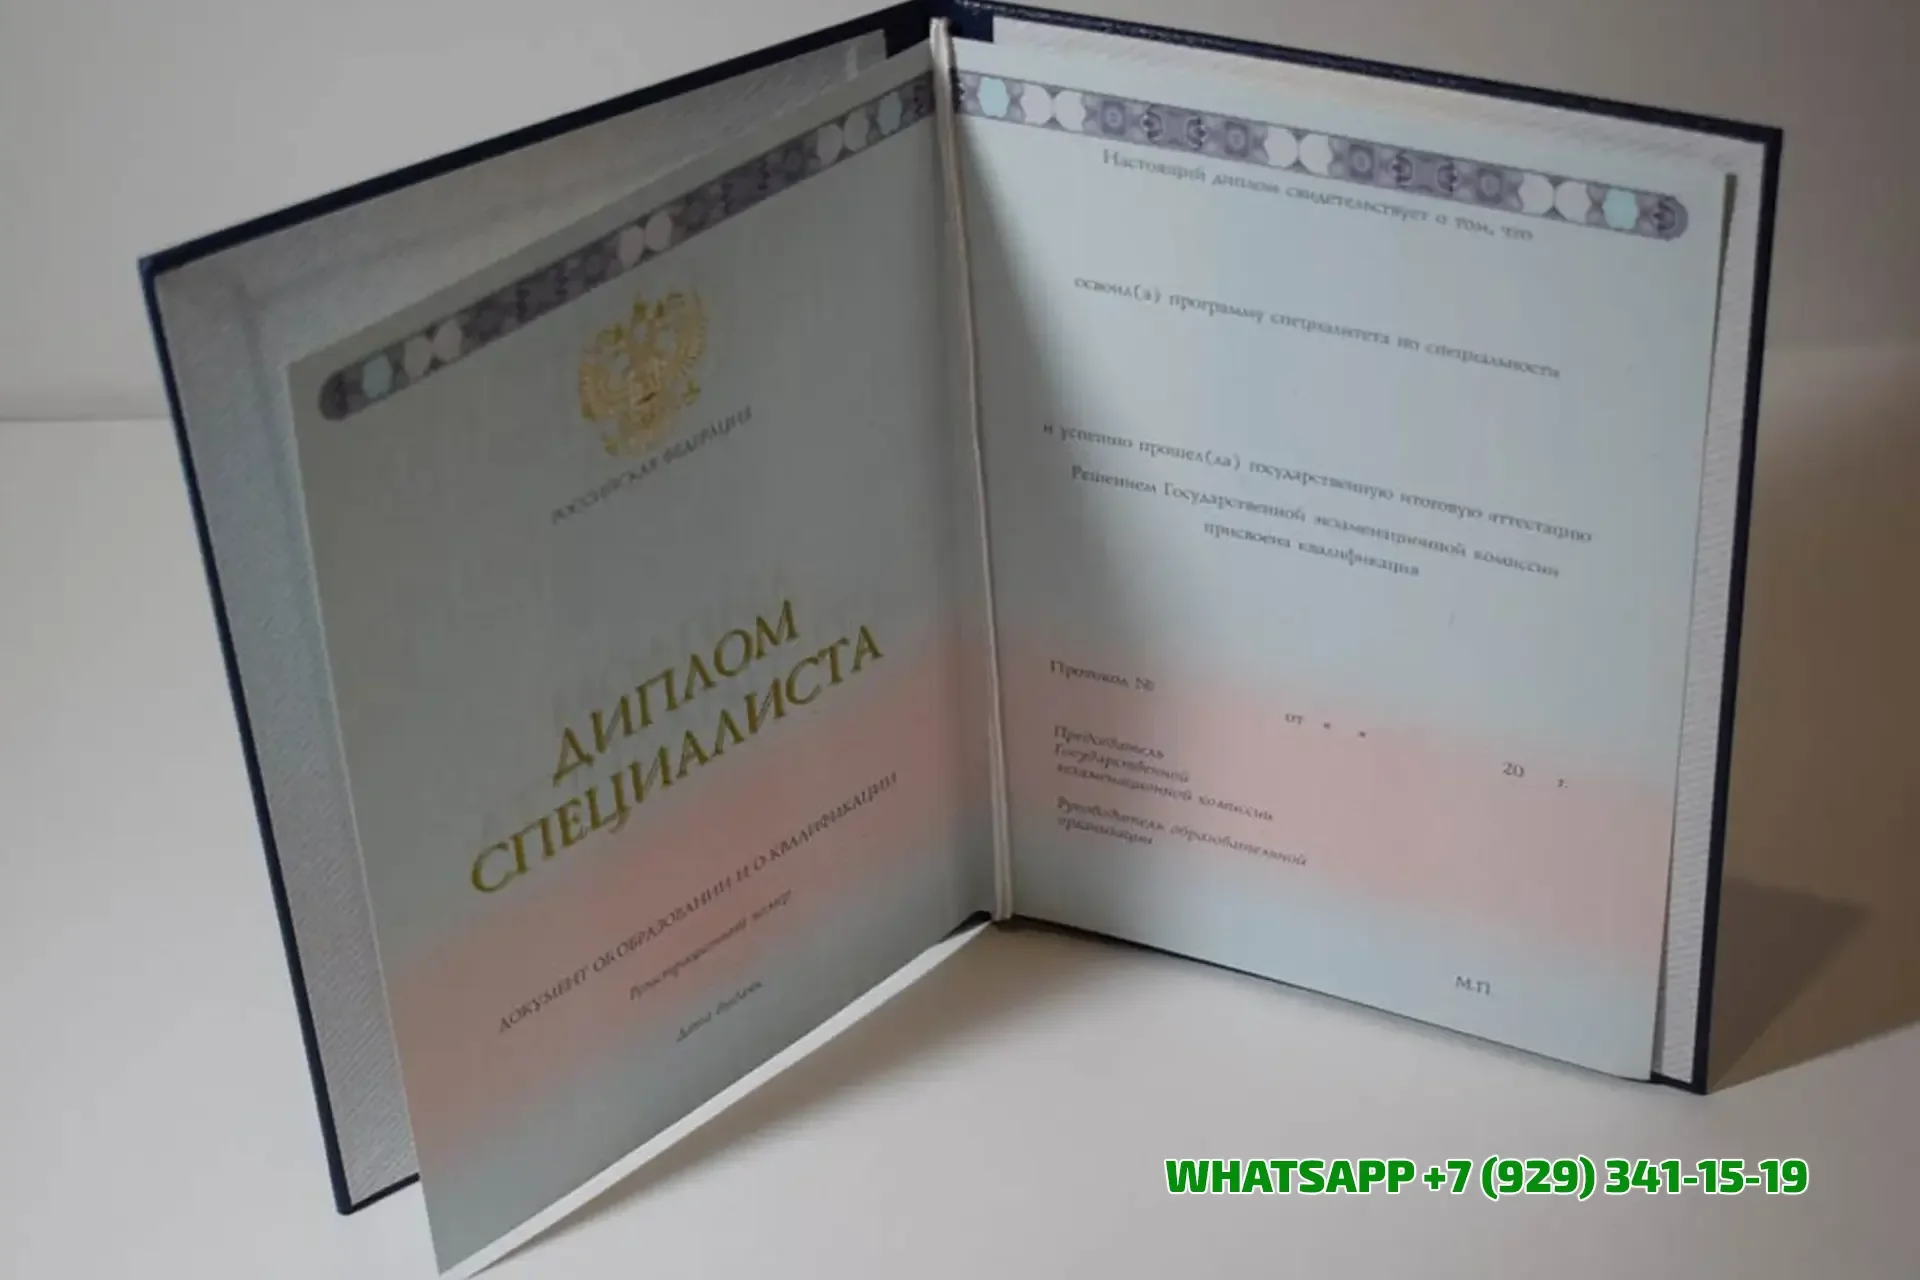 РОССИЙСКАЯ ФЕДЕРАЦИЯ
ДИПЛОМ
СПЕЦИАЛИСТА
ДОКУМЕНТ ОБ ОБРАЗОВАНИИ И О КВАЛИФИКАЦИИ
Регистрационный номер
Дата выдачи
Настоящий диплом свидетельствует о том, что
освоил(а) программу специалитета по специальности
и успешно прошел(ла) государственную итоговую аттестацию
Решением Государственной экзаменационной комиссии
присвоена квалификация
Протокол №
от « »
20 г.
Председатель
Государственной
экзаменационной комиссии
Руководитель образовательной
организации
М.П.
WHATSAPP +7 (929) 341-15-19